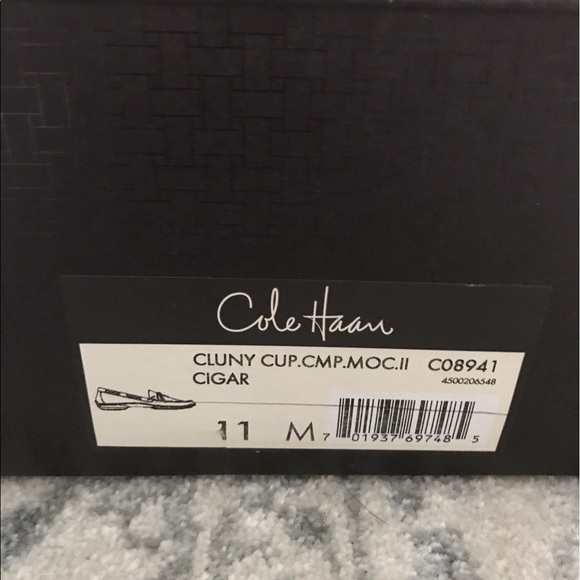 Cole Haan
CLUNY CUP.CMP.MOC.II C08941
CIGAR 4500206548
11 M 7 01937 69748 5